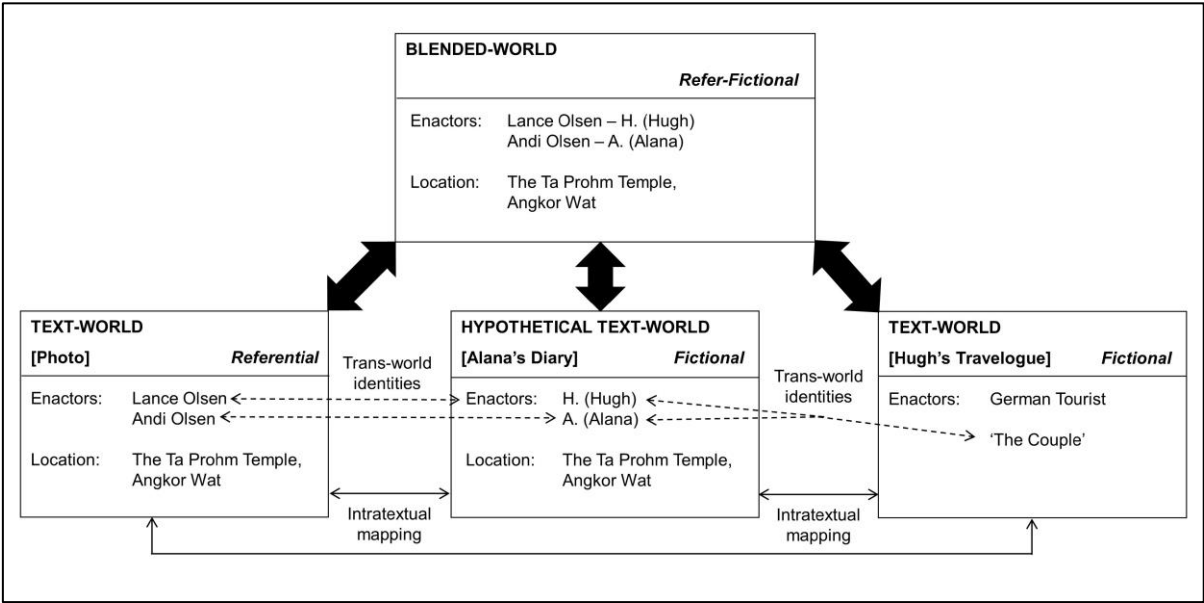 BLENDED-WORLD
Refer-Fictional
Enactors: Lance Olsen – H. (Hugh)
Andi Olsen – A. (Alana)
Location: The Ta Prohm Temple,
Angkor Wat
TEXT-WORLD
[Photo] Referential
Enactors: Lance Olsen
Andi Olsen
Location: The Ta Prohm Temple,
Angkor Wat
Trans-world
identities
Intratextual
mapping
HYPOTHETICAL TEXT-WORLD
[Alana's Diary] Fictional
Enactors: H. (Hugh)
A. (Alana)
Location: The Ta Prohm Temple,
Angkor Wat
Trans-world
identities
Intratextual
mapping
TEXT-WORLD
[Hugh's Travelogue] Fictional
Enactors: German Tourist
‘The Couple’